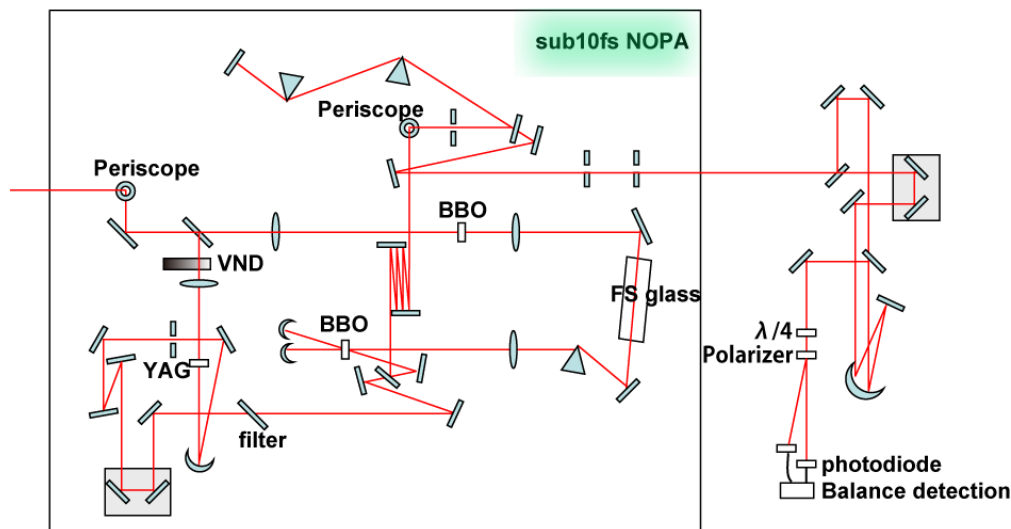 sub10fs NOPA
Periscope
Periscope
BBO
VND
FS glass
BBO
λ/4
YAG
Polarizer
filter
photodiode
Balance detection